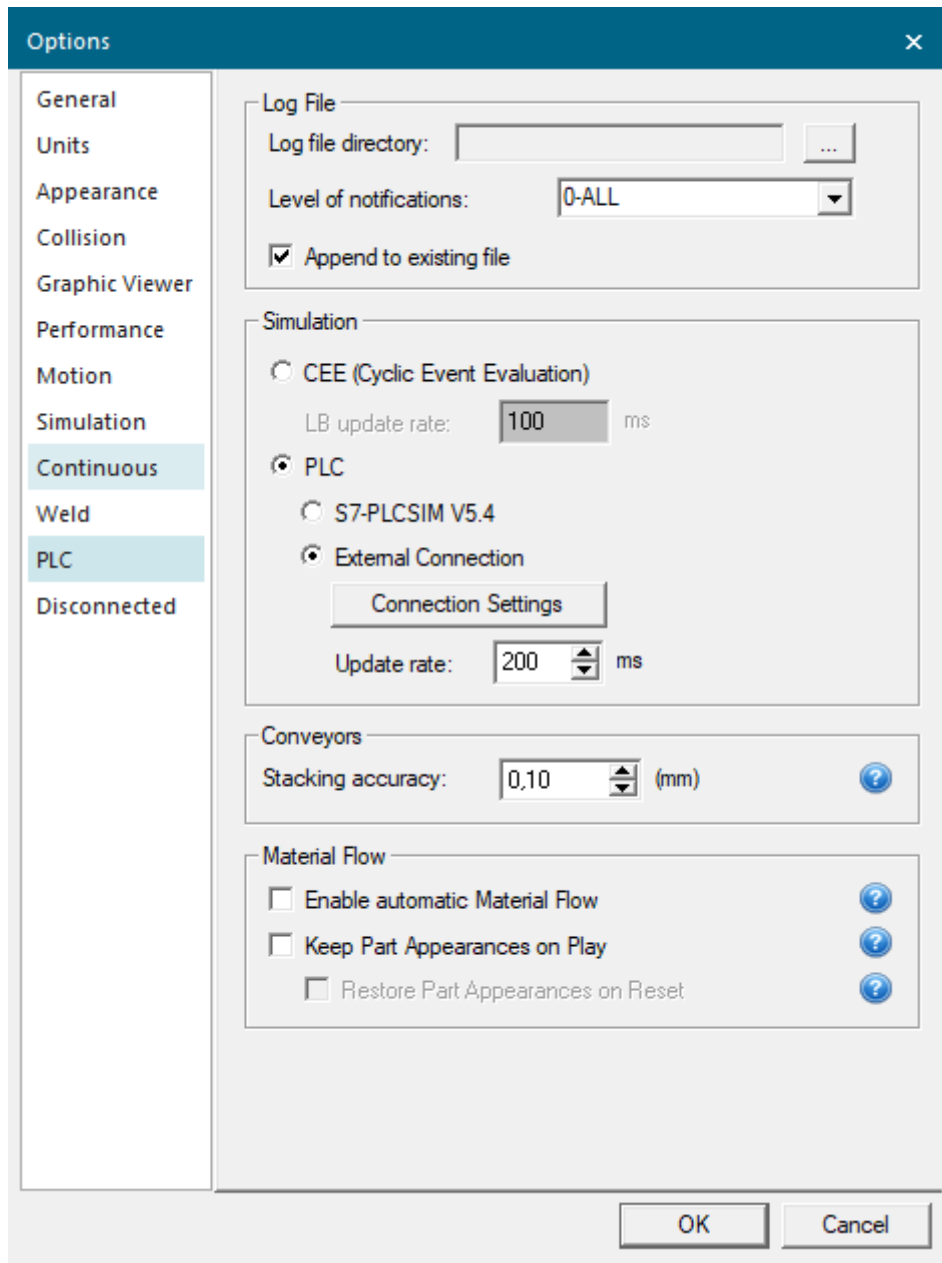 Options
General
Units
Appearance
Collision
Graphic Viewer
Performance
Motion
Simulation
Continuous
Weld
PLC
Disconnected
Log File
Log file directory: ...
Level of notifications: 0-ALL
Append to existing file
Simulation
CEE (Cyclic Event Evaluation)
LB update rate: 100 ms
PLC
S7-PLCSIM V5.4
External Connection
Connection Settings
Update rate: 200 ms
Conveyors
Stacking accuracy: 0,10 (mm)
Material Flow
Enable automatic Material Flow
Keep Part Appearances on Play
Restore Part Appearances on Reset
OK Cancel